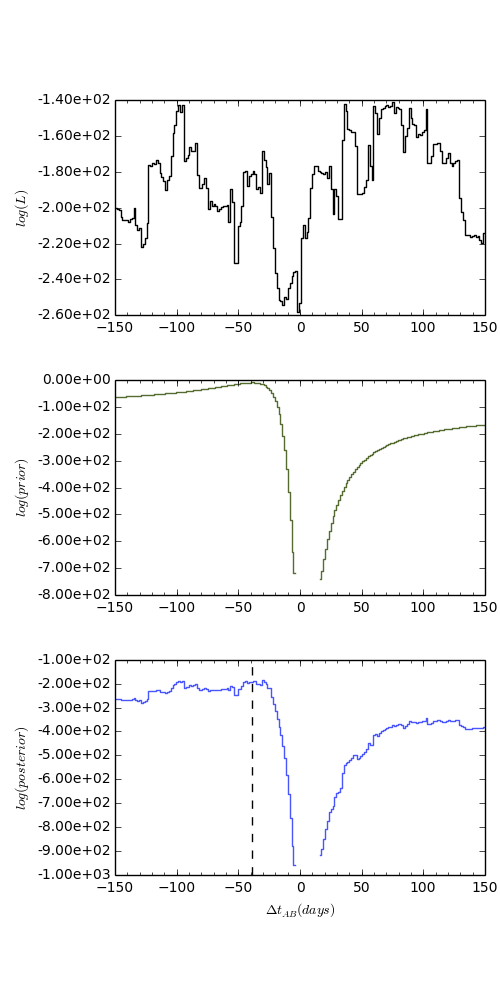 -1.40e+02
-1.60e+02
-1.80e+02
-2.00e+02
-2.20e+02
-2.40e+02
-2.60e+02
log(L)
−150 −100 −50 0 50 100 150
0.00e+00
-1.00e+02
-2.00e+02
-3.00e+02
-4.00e+02
-5.00e+02
-6.00e+02
-7.00e+02
-8.00e+02
log(prior)
−150 −100 −50 0 50 100 150
-1.00e+02
-2.00e+02
-3.00e+02
-4.00e+02
-5.00e+02
-6.00e+02
-7.00e+02
-8.00e+02
-9.00e+02
-1.00e+03
log(posterior)
−150 −100 −50 0 50 100 150
Δt_AB(days)